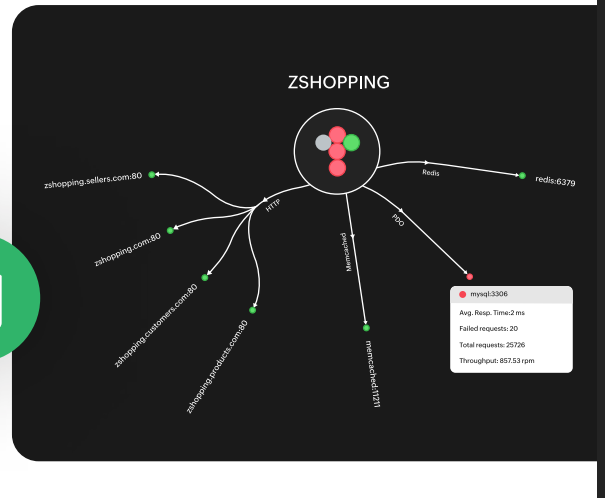 ZSHOPPING
zshopping.sellers.com:80
HTTP
Redis
redis:6379
zshopping.com:80
PDO
Memcached
zshopping.customers.com:80
mysql:3306
Avg. Resp. Time:2 ms
Failed requests: 20
Total requests: 25726
Throughput: 857.53 rpm
zshopping.products.com:80
memcached:11211